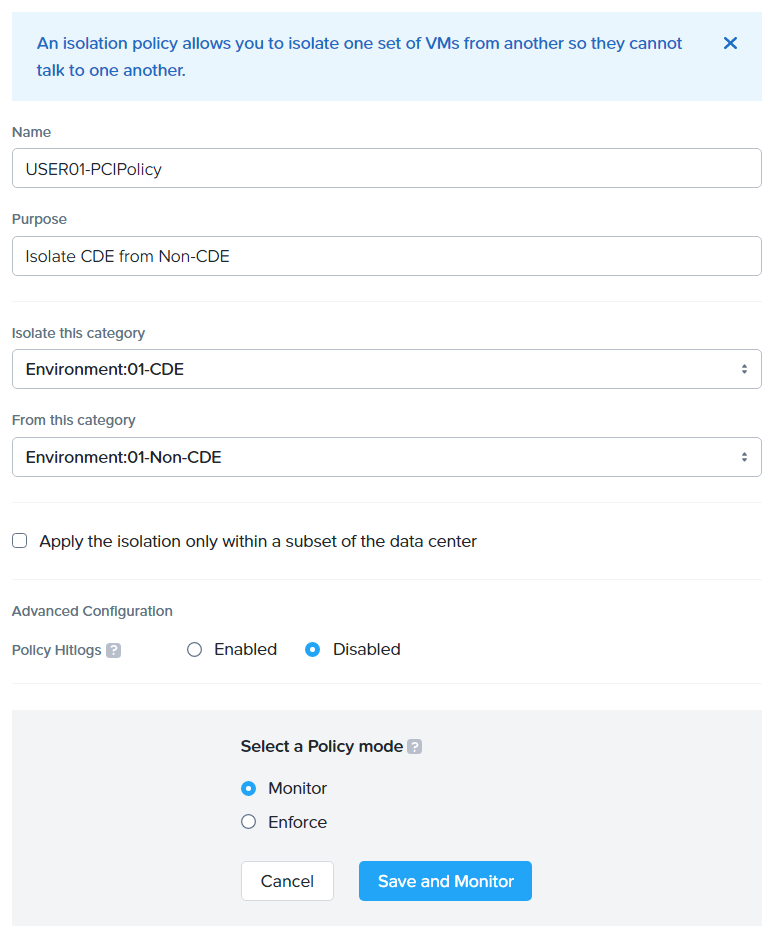 An isolation policy allows you to isolate one set of VMs from another so they cannot
talk to one another.
Name
USER01-PCIPolicy
Purpose
Isolate CDE from Non-CDE
Isolate this category
Environment:01-CDE
From this category
Environment:01-Non-CDE
Apply the isolation only within a subset of the data center
Advanced Configuration
Policy Hitlogs ? Enabled Disabled
Select a Policy mode ?
Monitor
Enforce
Cancel Save and Monitor